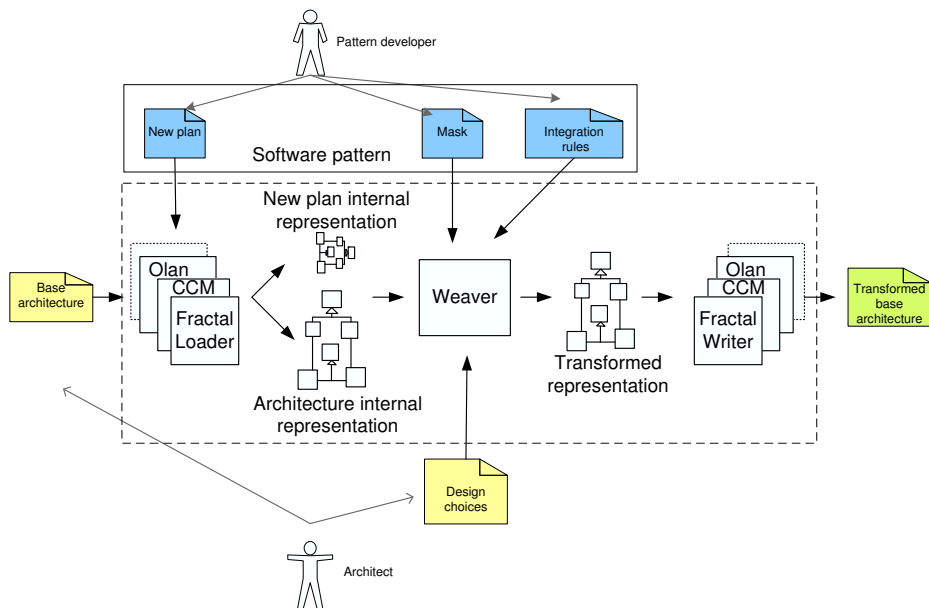 Pattern developer
New plan
Mask
Integration
rules
Software pattern
New plan internal
representation
Olan
CCM
Fractal
Loader
Base
architecture
Weaver
Olan
CCM
Fractal
Writer
Transformed
base
architecture
Transformed
representation
Architecture internal
representation
Design
choices
Architect